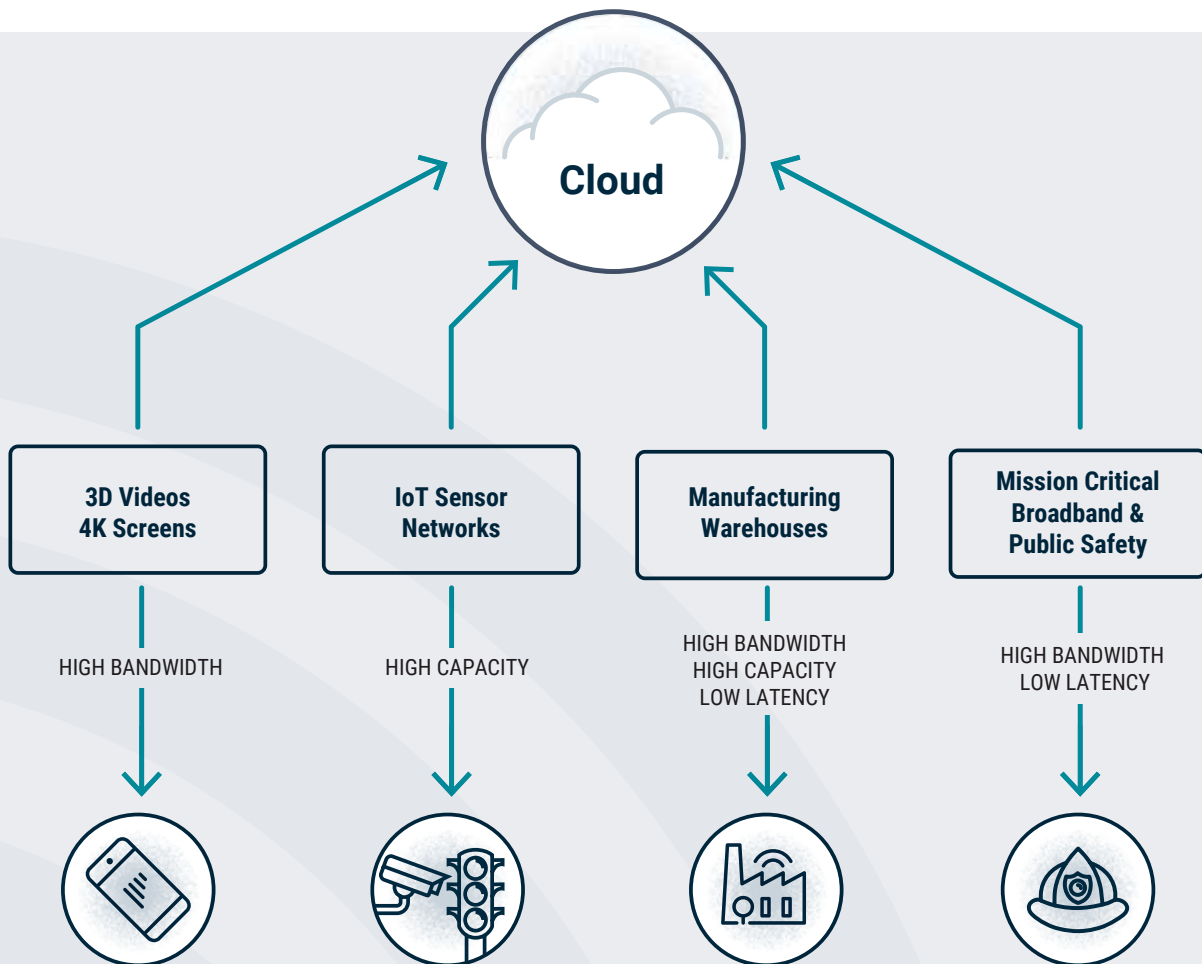 Cloud
3D Videos
4K Screens
IoT Sensor
Networks
Manufacturing
Warehouses
Mission Critical
Broadband &
Public Safety
HIGH BANDWIDTH
HIGH CAPACITY
HIGH BANDWIDTH
HIGH CAPACITY
LOW LATENCY
HIGH BANDWIDTH
LOW LATENCY